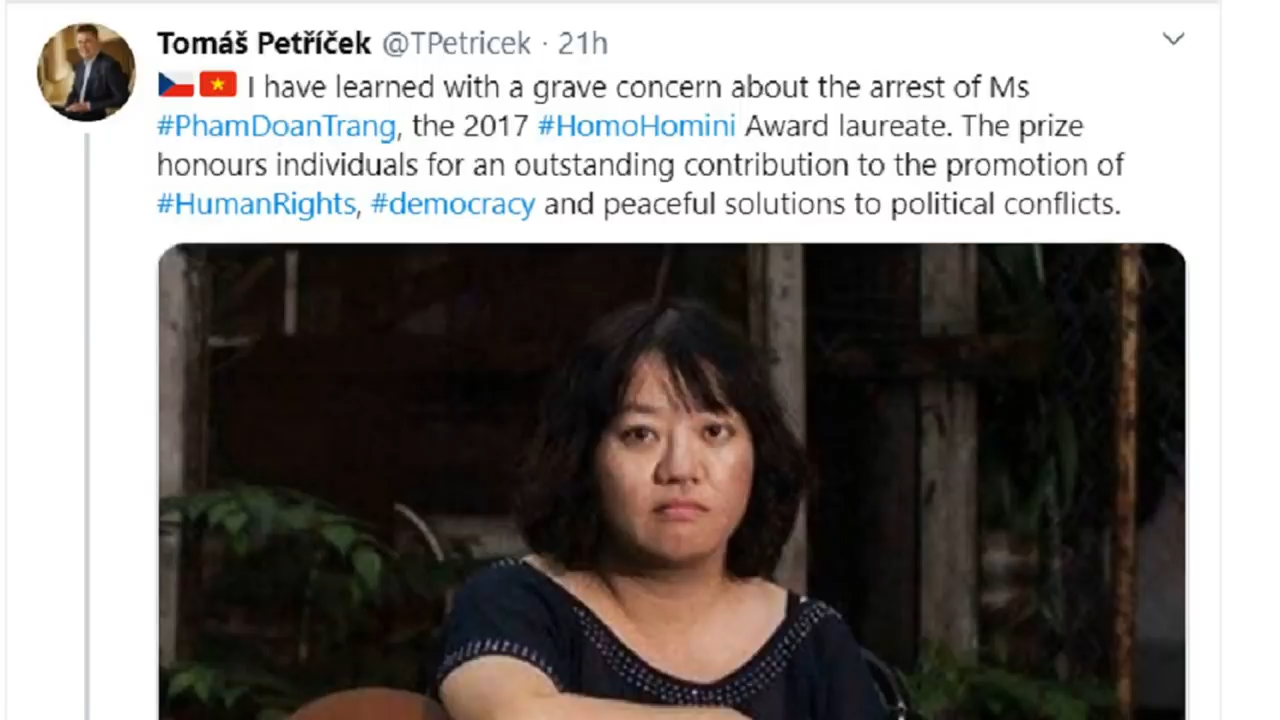 Tomáš Petříček @TPetricek · 21h
🇨🇿🇻🇳 I have learned with a grave concern about the arrest of Ms
#PhamDoanTrang, the 2017 #HomoHomini Award laureate. The prize
honours individuals for an outstanding contribution to the promotion of
#HumanRights, #democracy and peaceful solutions to political conflicts.